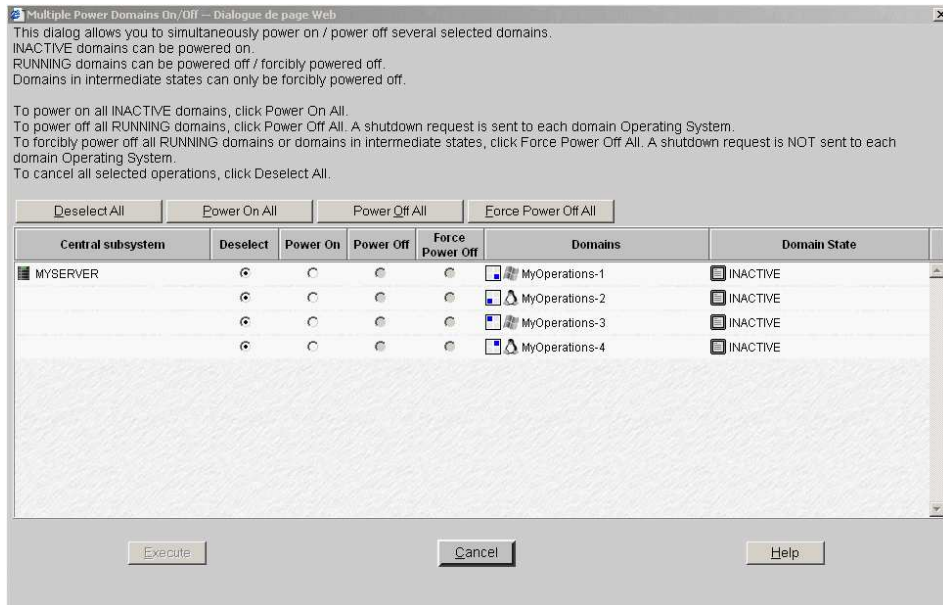 Multiple Power Domains On/Off -- Dialogue de page Web
This dialog allows you to simultaneously power on / power off several selected domains.
INACTIVE domains can be powered on.
RUNNING domains can be powered off / forcibly powered off.
Domains in intermediate states can only be forcibly powered off.
To power on all INACTIVE domains, click Power On All.
To power off all RUNNING domains, click Power Off All. A shutdown request is sent to each domain Operating System.
To forcibly power off all RUNNING domains or domains in intermediate states, click Force Power Off All. A shutdown request is NOT sent to each
domain Operating System.
To cancel all selected operations, click Deselect All.
Deselect All Power On All Power Off All Force Power Off All
Central subsystem Deselect Power On Power Off Force Power Off Domains Domain State
MYSERVER MyOperations-1 INACTIVE
MyOperations-2 INACTIVE
MyOperations-3 INACTIVE
MyOperations-4 INACTIVE
Execute Cancel Help